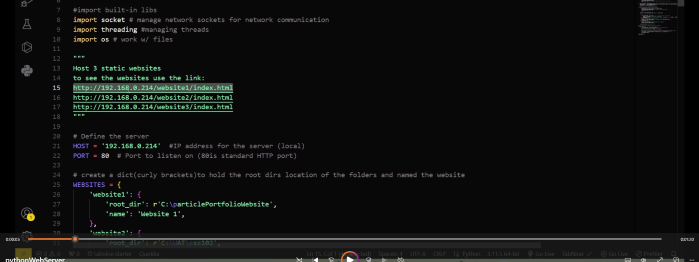 6
7 #import built-in libs
8 import socket # manage network sockets for network communication
9 import threading #managing threads
10 import os # work w/ files
11
12 """
13 Host 3 static websites
14 to see the websites use the link:
15 http://192.168.0.214/website1/index.html
16 http://192.168.0.214/website2/index.html
17 http://192.168.0.214/website3/index.html
18 """
19
20 # Define the server
21 HOST = '192.168.0.214' #IP address for the server (local)
22 PORT = 80 # Port to listen on (80is standard HTTP port)
23
24 # create a dict(curly brackets)to hold the root dirs location of the folders and named the website
25 WEBSITES = {
26 'website1': {
27 'root_dir': r'C:\particlePortfolioWebsite',
28 'name': 'Website 1',
29 },
30 'website2': {
'root_dir':
0:00:03
0:01:10
pythonWebServer